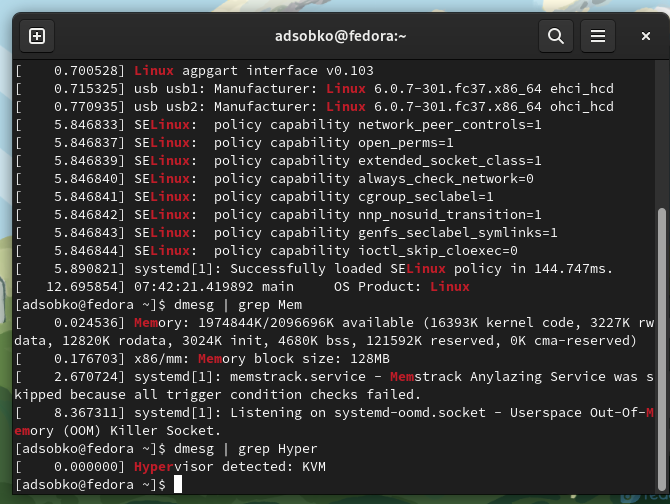 adsobko@fedora:~
[    0.700528] Linux agpgart interface v0.103
[    0.715325] usb usb1: Manufacturer: Linux 6.0.7-301.fc37.x86_64 ehci_hcd
[    0.770935] usb usb2: Manufacturer: Linux 6.0.7-301.fc37.x86_64 ohci_hcd
[    5.846833] SELinux:  policy capability network_peer_controls=1
[    5.846837] SELinux:  policy capability open_perms=1
[    5.846839] SELinux:  policy capability extended_socket_class=1
[    5.846840] SELinux:  policy capability always_check_network=0
[    5.846841] SELinux:  policy capability cgroup_seclabel=1
[    5.846842] SELinux:  policy capability nnp_nosuid_transition=1
[    5.846843] SELinux:  policy capability genfs_seclabel_symlinks=1
[    5.846844] SELinux:  policy capability ioctl_skip_cloexec=0
[    5.890821] systemd[1]: Successfully loaded SELinux policy in 144.747ms.
[   12.695854] 07:42:21.419892 main     OS Product: Linux
[adsobko@fedora ~]$ dmesg | grep Mem
[    0.024536] Memory: 1974844K/2096696K available (16393K kernel code, 3227K rw
data, 12820K rodata, 3024K init, 4680K bss, 121592K reserved, 0K cma-reserved)
[    0.176703] x86/mm: Memory block size: 128MB
[    2.670724] systemd[1]: memstrack.service - Memstrack Anylazing Service was s
kipped because all trigger condition checks failed.
[    8.367311] systemd[1]: Listening on systemd-oomd.socket - Userspace Out-Of-M
emory (OOM) Killer Socket.
[adsobko@fedora ~]$ dmesg | grep Hyper
[    0.000000] Hypervisor detected: KVM
[adsobko@fedora ~]$